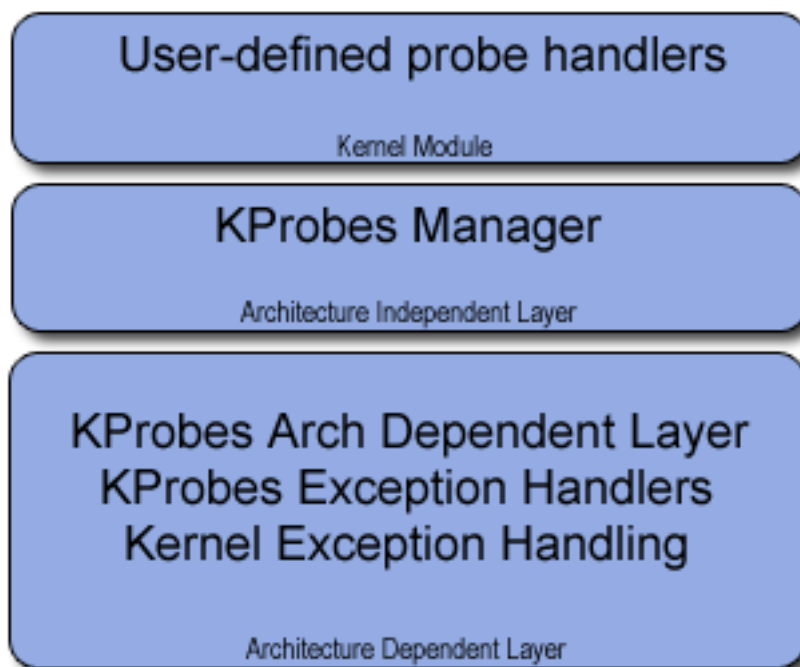 User-defined probe handlers
Kernel Module
KProbes Manager
Architecture Independent Layer
KProbes Arch Dependent Layer
KProbes Exception Handlers
Kernel Exception Handling
Architecture Dependent Layer